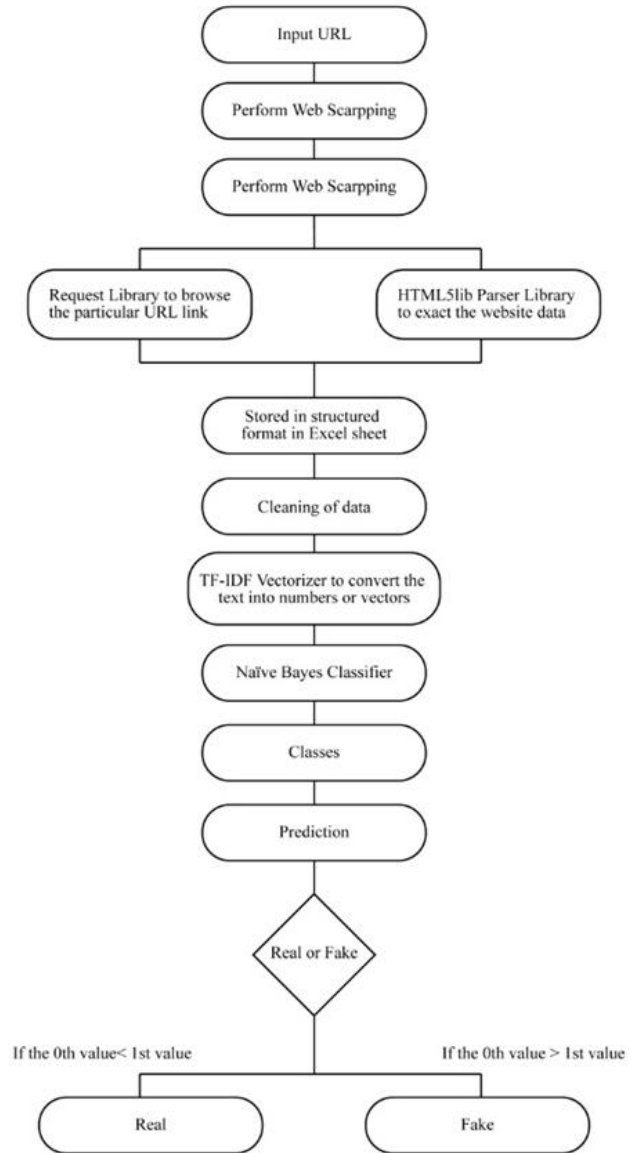 Input URL
Perform Web Scarpping
Perform Web Scarpping
Request Library to browse
the particular URL link
HTML5lib Parser Library
to exact the website data
Stored in structured
format in Excel sheet
Cleaning of data
TF-IDF Vectorizer to convert the
text into numbers or vectors
Naïve Bayes Classifier
Classes
Prediction
Real or Fake
If the 0th value< 1st value
If the 0th value > 1st value
Real
Fake